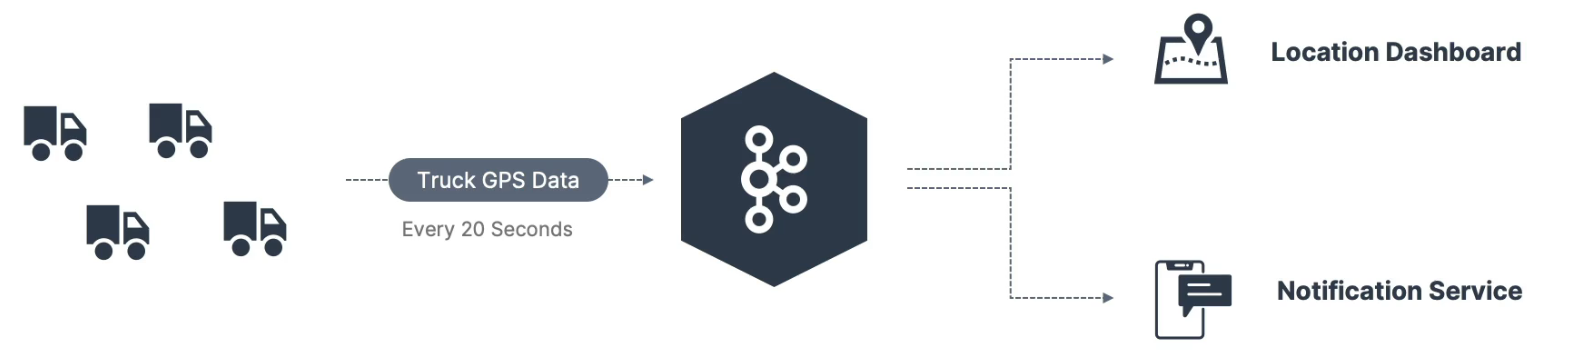 Truck GPS Data
Every 20 Seconds
Location Dashboard
Notification Service